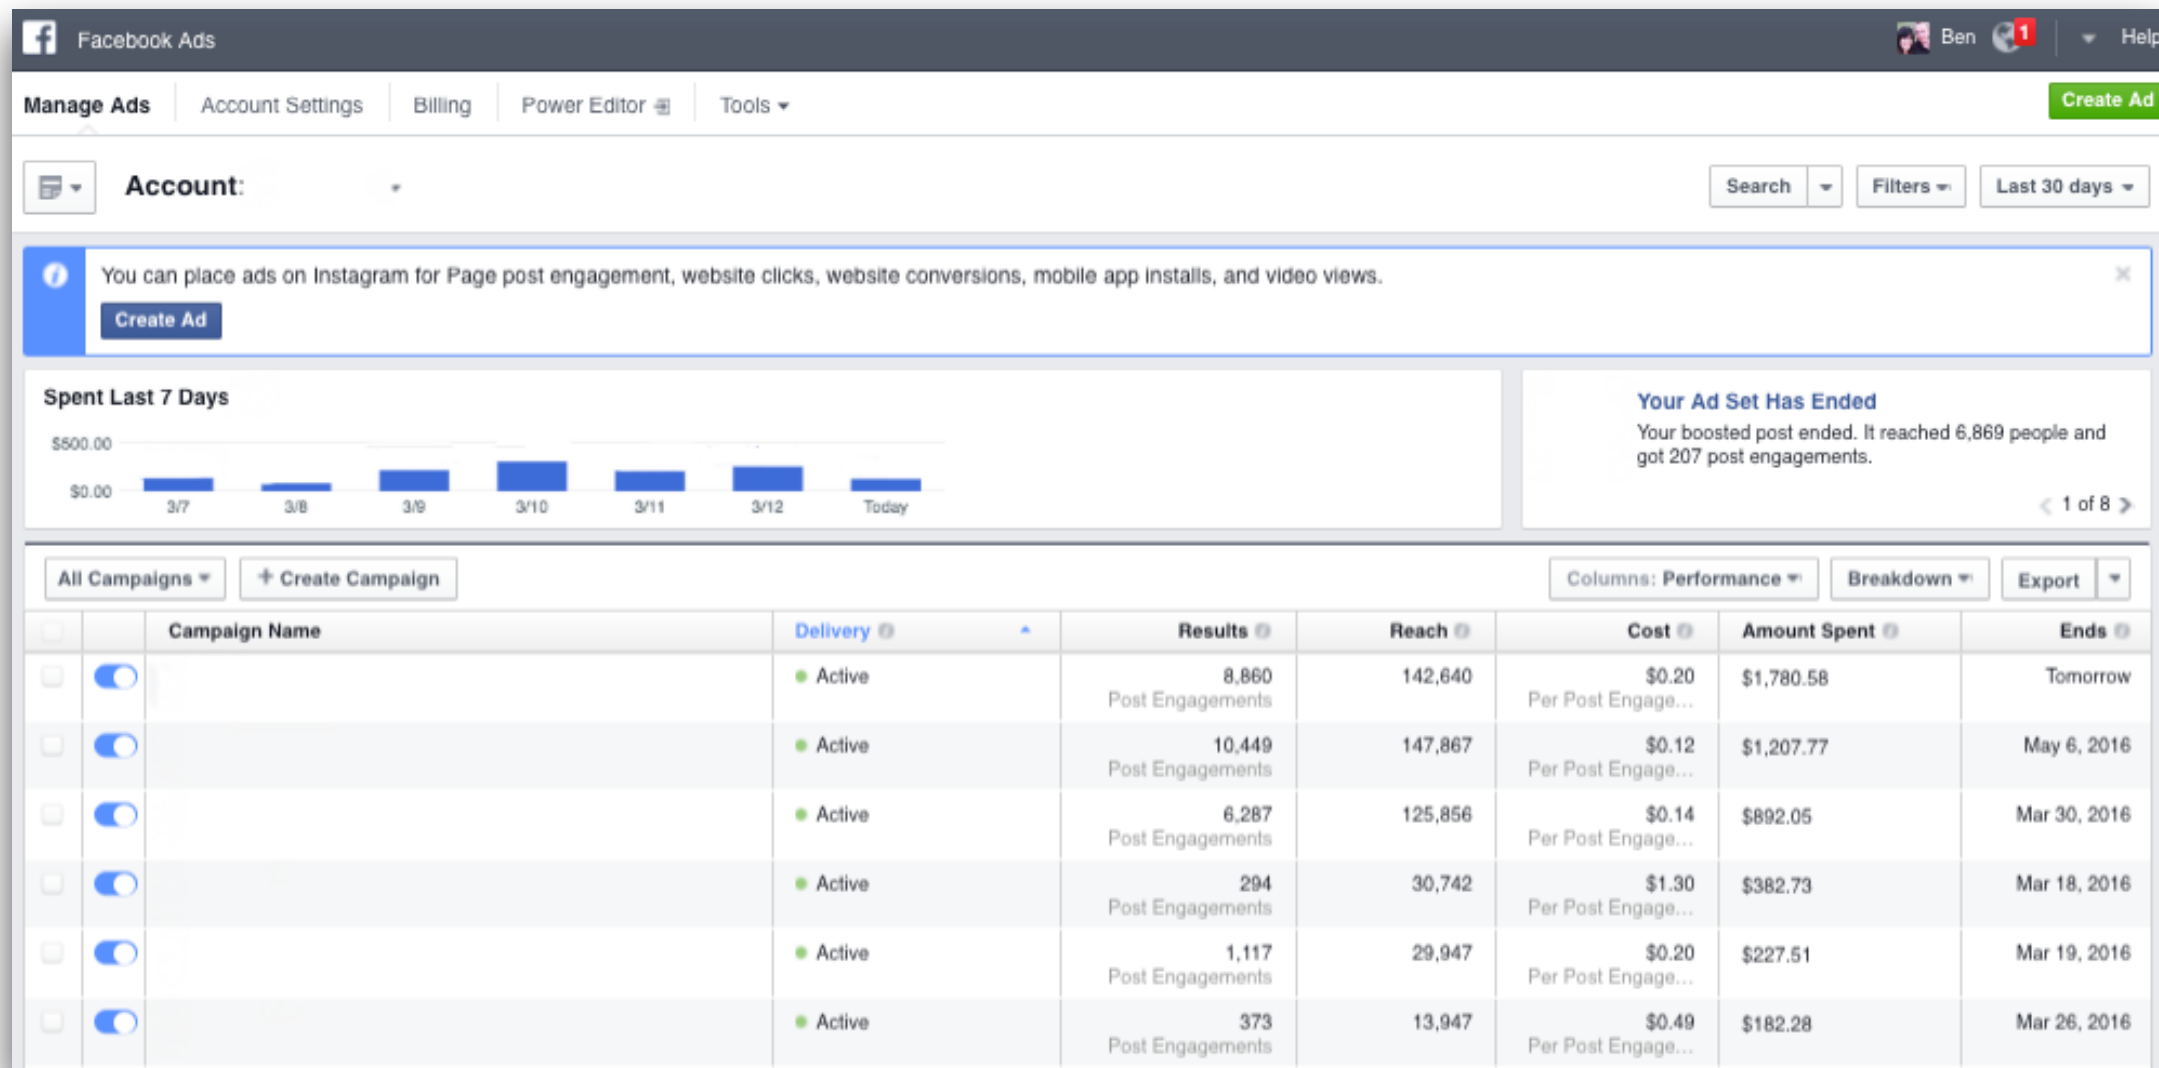 f Facebook Ads Ben 1 Help
Manage Ads Account Settings Billing Power Editor Tools Create Ad
Account: Search Filters Last 30 days
You can place ads on Instagram for Page post engagement, website clicks, website conversions, mobile app installs, and video views.
Create Ad
Spent Last 7 Days
$500.00
$0.00
3/7 3/8 3/9 3/10 3/11 3/12 Today
Your Ad Set Has Ended
Your boosted post ended. It reached 6,869 people and
got 207 post engagements.
1 of 8
All Campaigns + Create Campaign Columns: Performance Breakdown Export
Campaign Name Delivery Results Reach Cost Amount Spent Ends
Active 8,860 142,640 $0.20 $1,780.58 Tomorrow
Post Engagements Per Post Engage...
Active 10,449 147,867 $0.12 $1,207.77 May 6, 2016
Post Engagements Per Post Engage...
Active 6,287 125,856 $0.14 $892.05 Mar 30, 2016
Post Engagements Per Post Engage...
Active 294 30,742 $1.30 $382.73 Mar 18, 2016
Post Engagements Per Post Engage...
Active 1,117 29,947 $0.20 $227.51 Mar 19, 2016
Post Engagements Per Post Engage...
Active 373 13,947 $0.49 $182.28 Mar 26, 2016
Post Engagements Per Post Engage...